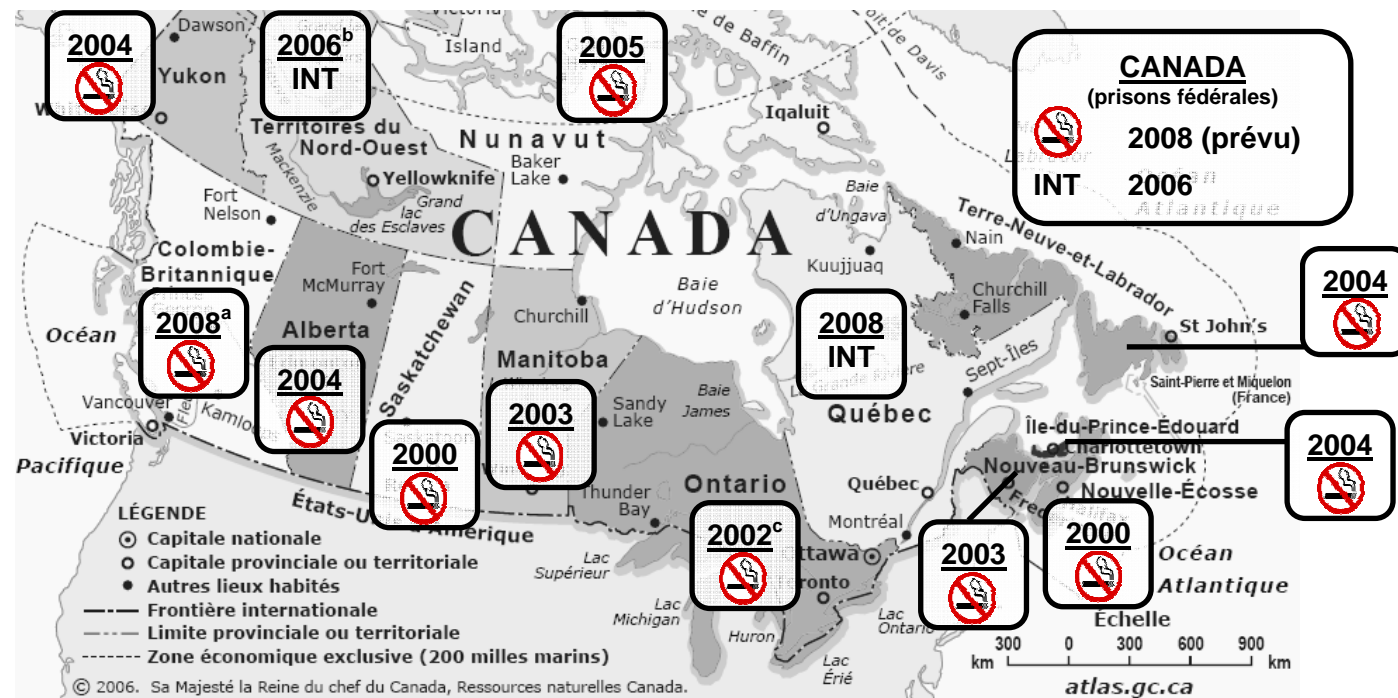 2004
Dawson
Yukon
2006ᵇ
INT
Victoria
Island
2005
de Baffin
Détroit de Davis
Iqaluit
CANADA
(prisons fédérales)
2008 (prévu)
INT 2006
Océan
Atlantique
Labrador
Territoires du
Nord-Ouest
Mackenzie
Yellowknife
Grand
lac
des Esclaves
Nunavut
Baker
Lake
Fort
Nelson
CANADA
Baie
d'Ungava
Kuujjuaq
Terre-Neuve-et-Labrador
Nain
Churchill
Falls
Colombie-
Britannique
Fort
McMurray
Saskatchewan
Baie
d'Hudson
Churchill
Océan
2008ᵃ
Alberta
2004
Manitoba
2003
2008
INT
Sept-Îles
St John's
2004
Saint-Pierre et Miquelon
(France)
Vancouver
Kamloops
Victoria
Pacifique
2000
Sandy
Lake
Baie
James
Québec
Île-du-Prince-Édouard
Charlottetown
2004
Nouveau-Brunswick
Nouvelle-Écosse
Ontario
Thunder
Bay
Québec
Montréal
2002ᶜ
ttawa
ronto
2003
2000
Océan
Atlantique
États-U d'Amérique
Lac
Supérieur
Lac
Michigan
Huron
Lac
Ontario
Lac
Érié
LÉGENDE
Capitale nationale
Capitale provinciale ou territoriale
Autres lieux habités
Frontière internationale
Limite provinciale ou territoriale
Zone économique exclusive (200 milles marins)
Échelle
300 0 300 600 900
km km
© 2006. Sa Majesté la Reine du chef du Canada, Ressources naturelles Canada.
atlas.gc.ca